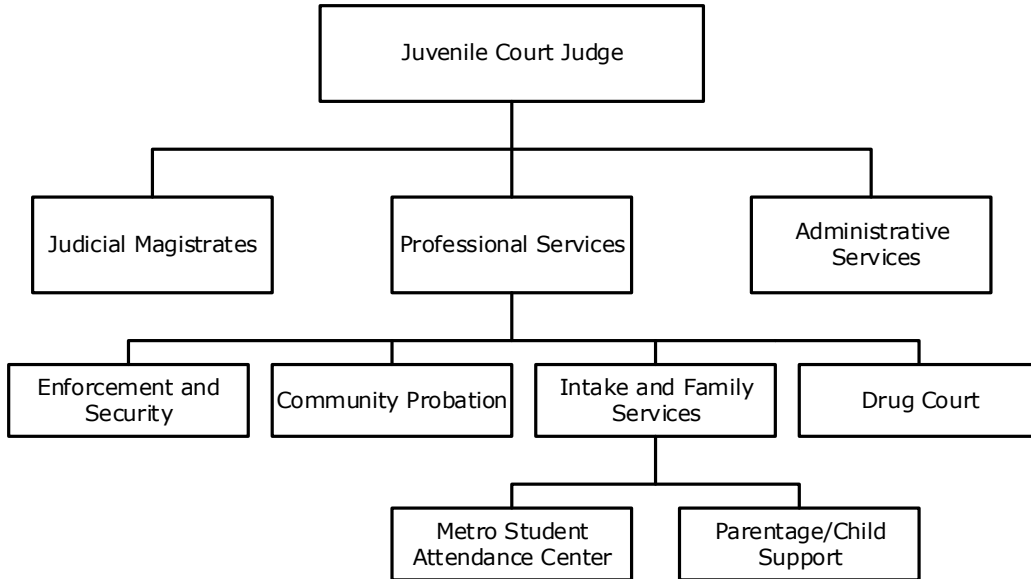 Juvenile Court Judge
Judicial Magistrates
Professional Services
Administrative
Services
Enforcement and
Security
Community Probation
Intake and Family
Services
Drug Court
Metro Student
Attendance Center
Parentage/Child
Support